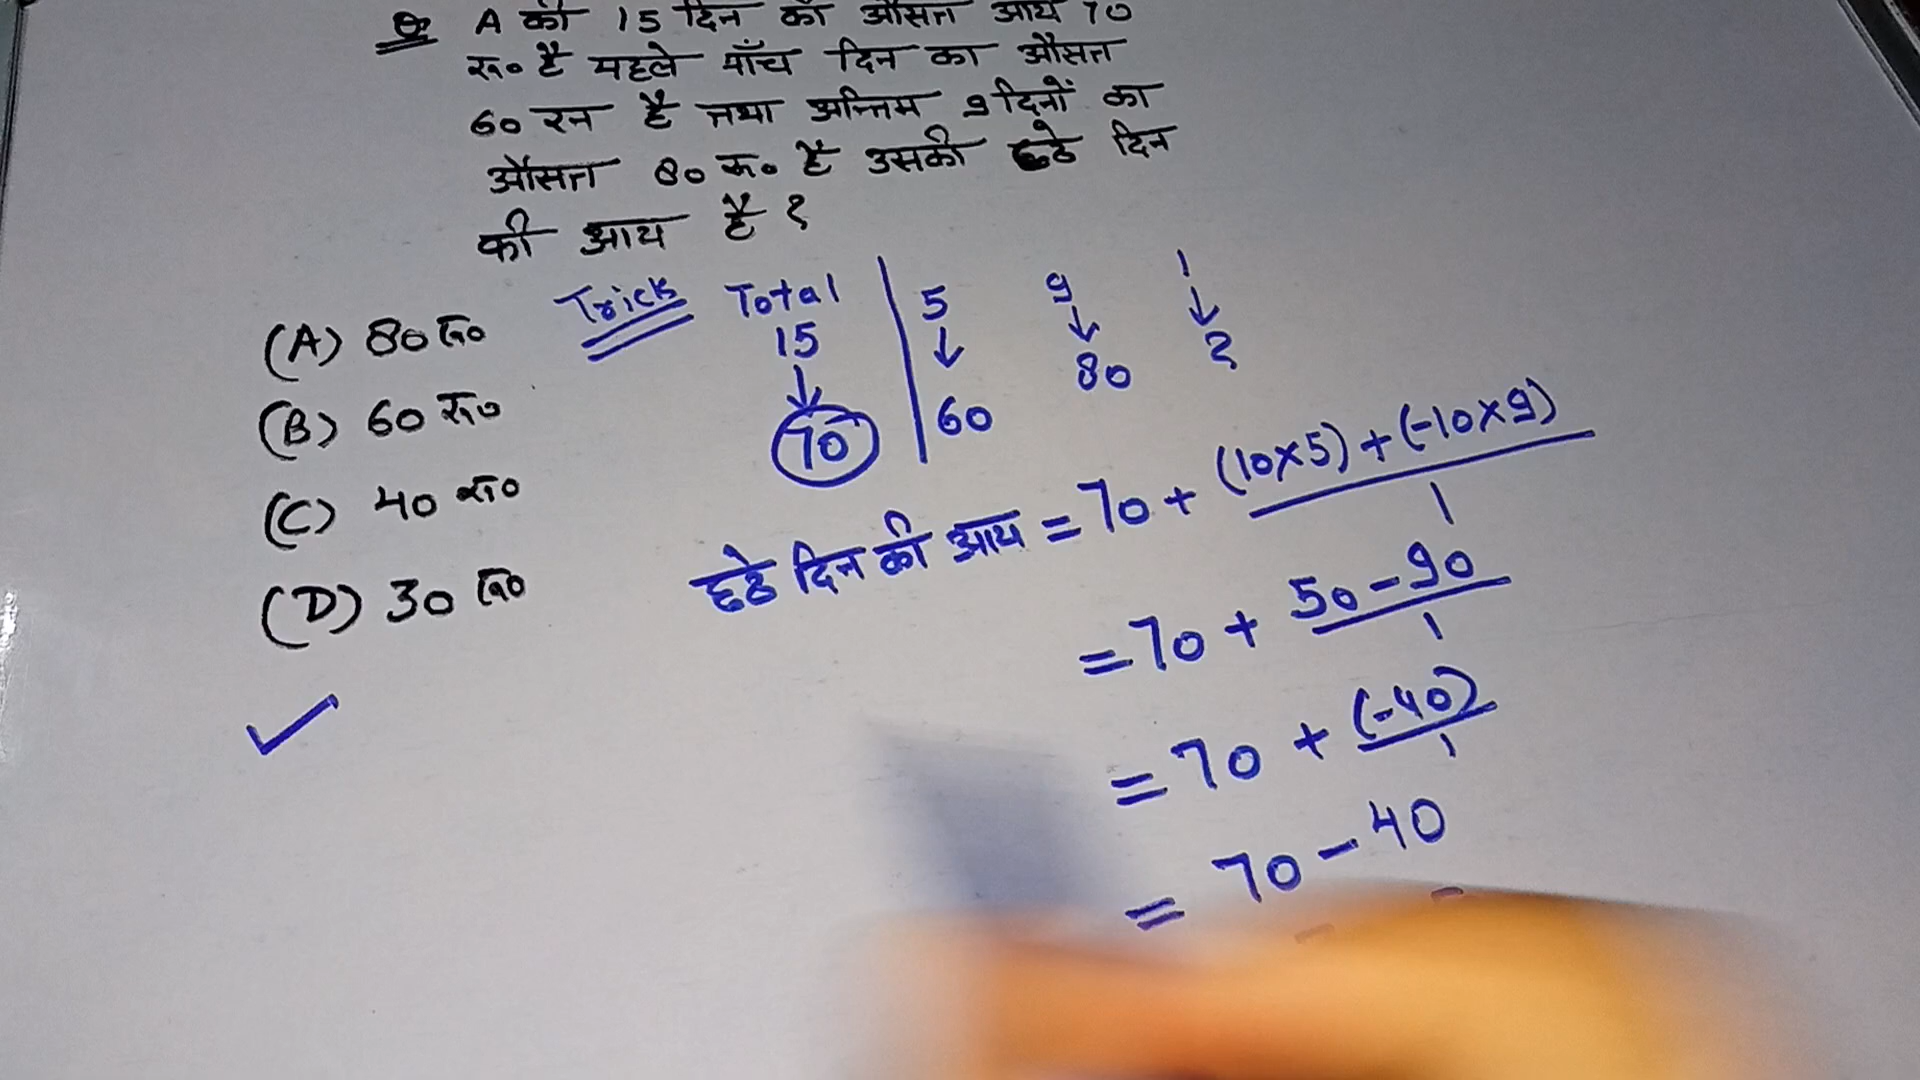 Q A की 15 दिन की औसत आय 70
रू० है पहले पाँच दिन का औसत
60 रू० है तथा अन्तिम 9 दिनों का
औसत 80 रू० है उसकी छठे दिन
की आय है ?
(A) 80 रू०
(B) 60 रू०
(C) 40 रू०
(D) 30 रू०
Trick Total 5 9 1
15
70 60 80 ?
छठे दिन की आय = 70 + (10×5) + (-10×9)
1
= 70 + 50 - 90
1
= 70 + (-40)
1
= 70 - 40